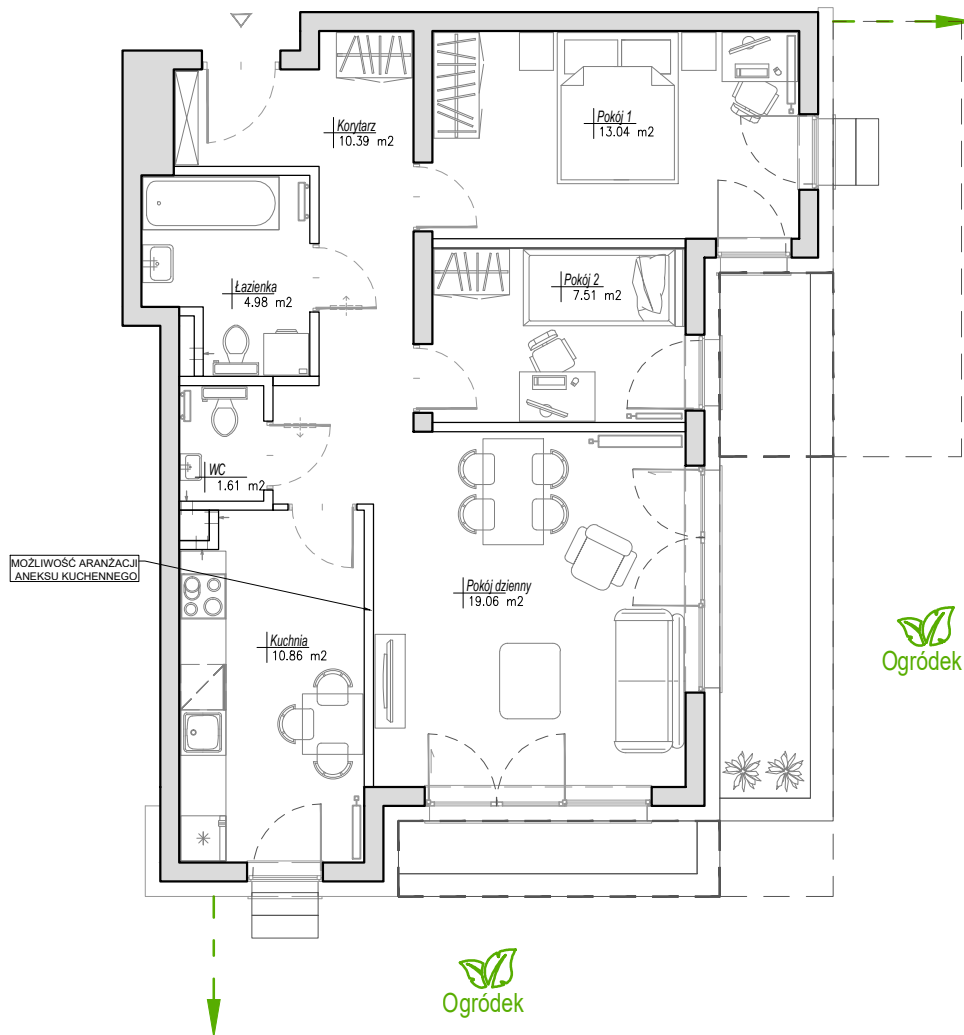 Korytarz
10.39 m2
Pokój 1
13.04 m2
Łazienka
4.98 m2
Pokój 2
7.51 m2
WC
1.61 m2
MOŻLIWOŚĆ ARANŻACJI
ANEKSU KUCHENNEGO
Pokój dzienny
19.06 m2
Kuchnia
10.86 m2
Ogródek
Ogródek